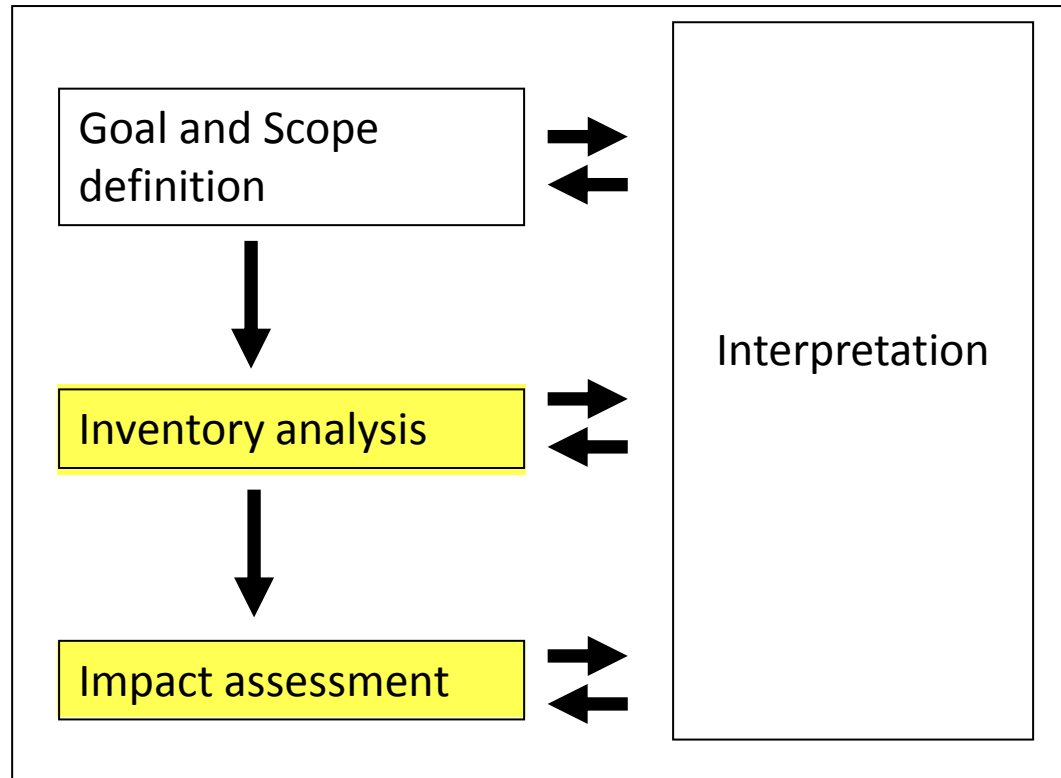 Goal and Scope
definition
Inventory analysis
Impact assessment
Interpretation